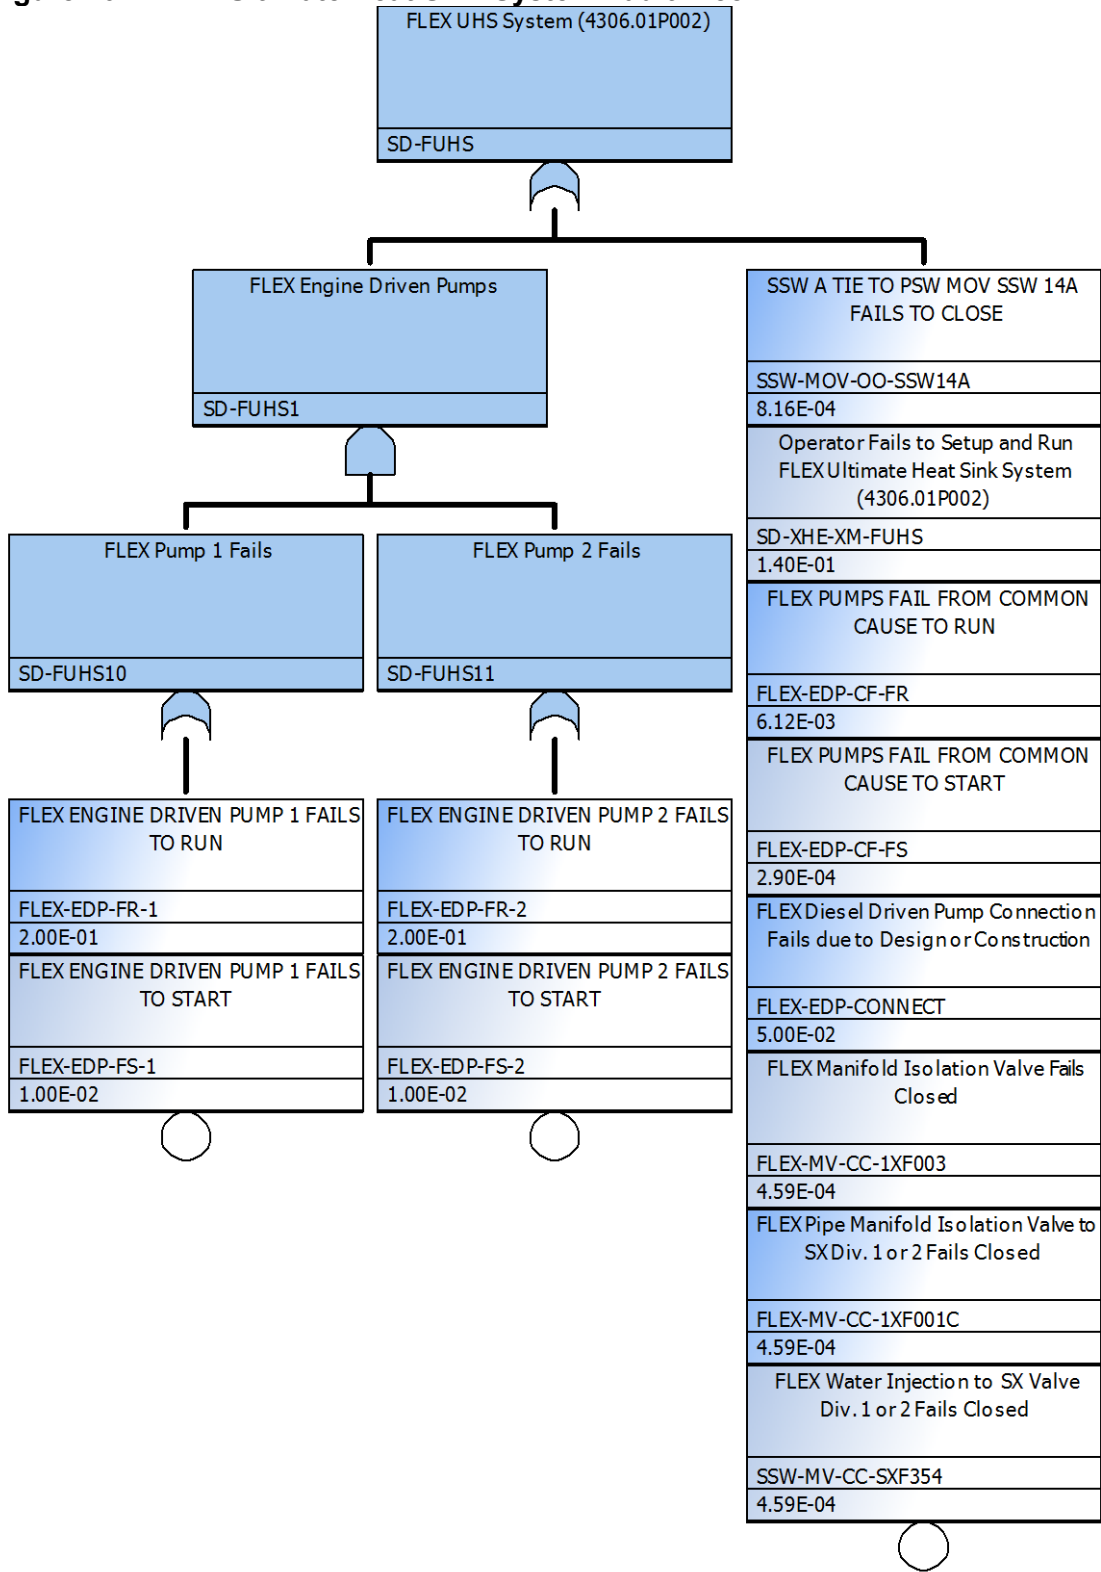 FLEX UHS System (4306.01P002)
SD-FUHS
FLEX Engine Driven Pumps
SD-FUHS1
SSW A TIE TO PSW MOV SSW 14A
FAILS TO CLOSE
SSW-MOV-OO-SSW14A
8.16E-04
Operator Fails to Setup and Run
FLEX Ultimate Heat Sink System
(4306.01P002)
SD-XHE-XM-FUHS
1.40E-01
FLEX Pump 1 Fails
SD-FUHS10
FLEX Pump 2 Fails
SD-FUHS11
FLEX PUMPS FAIL FROM COMMON
CAUSE TO RUN
FLEX-EDP-CF-FR
6.12E-03
FLEX PUMPS FAIL FROM COMMON
CAUSE TO START
FLEX-EDP-CF-FS
2.90E-04
FLEX ENGINE DRIVEN PUMP 1 FAILS
TO RUN
FLEX-EDP-FR-1
2.00E-01
FLEX ENGINE DRIVEN PUMP 1 FAILS
TO START
FLEX-EDP-FS-1
1.00E-02
FLEX ENGINE DRIVEN PUMP 2 FAILS
TO RUN
FLEX-EDP-FR-2
2.00E-01
FLEX ENGINE DRIVEN PUMP 2 FAILS
TO START
FLEX-EDP-FS-2
1.00E-02
FLEX Diesel Driven Pump Connection
Fails due to Design or Construction
FLEX-EDP-CONNECT
5.00E-02
FLEX Manifold Isolation Valve Fails
Closed
FLEX-MV-CC-1XF003
4.59E-04
FLEX Pipe Manifold Isolation Valve to
SX Div. 1 or 2 Fails Closed
FLEX-MV-CC-1XF001C
4.59E-04
FLEX Water Injection to SX Valve
Div. 1 or 2 Fails Closed
SSW-MV-CC-SXF354
4.59E-04